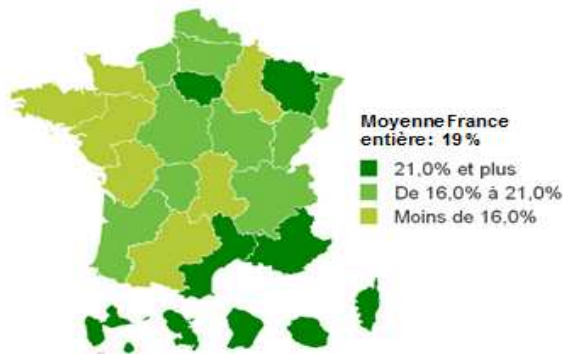 Moyenne France
entière : 19 %
21,0% et plus
De 16,0% à 21,0%
Moins de 16,0%